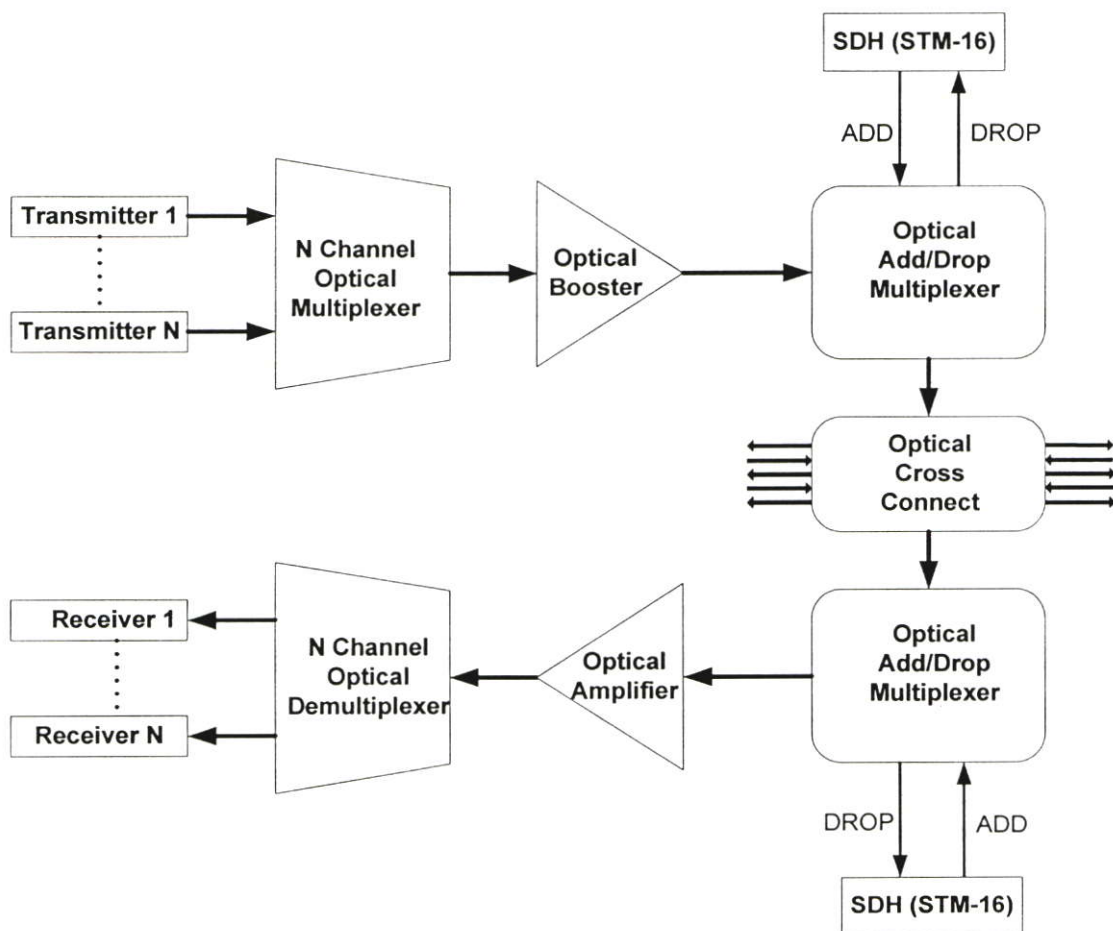 SDH (STM-16)
ADD
DROP
Transmitter 1
Transmitter N
N Channel
Optical
Multiplexer
Optical
Booster
Optical
Add/Drop
Multiplexer
Optical
Cross
Connect
Receiver 1
Receiver N
N Channel
Optical
Demultiplexer
Optical
Amplifier
Optical
Add/Drop
Multiplexer
DROP
ADD
SDH (STM-16)